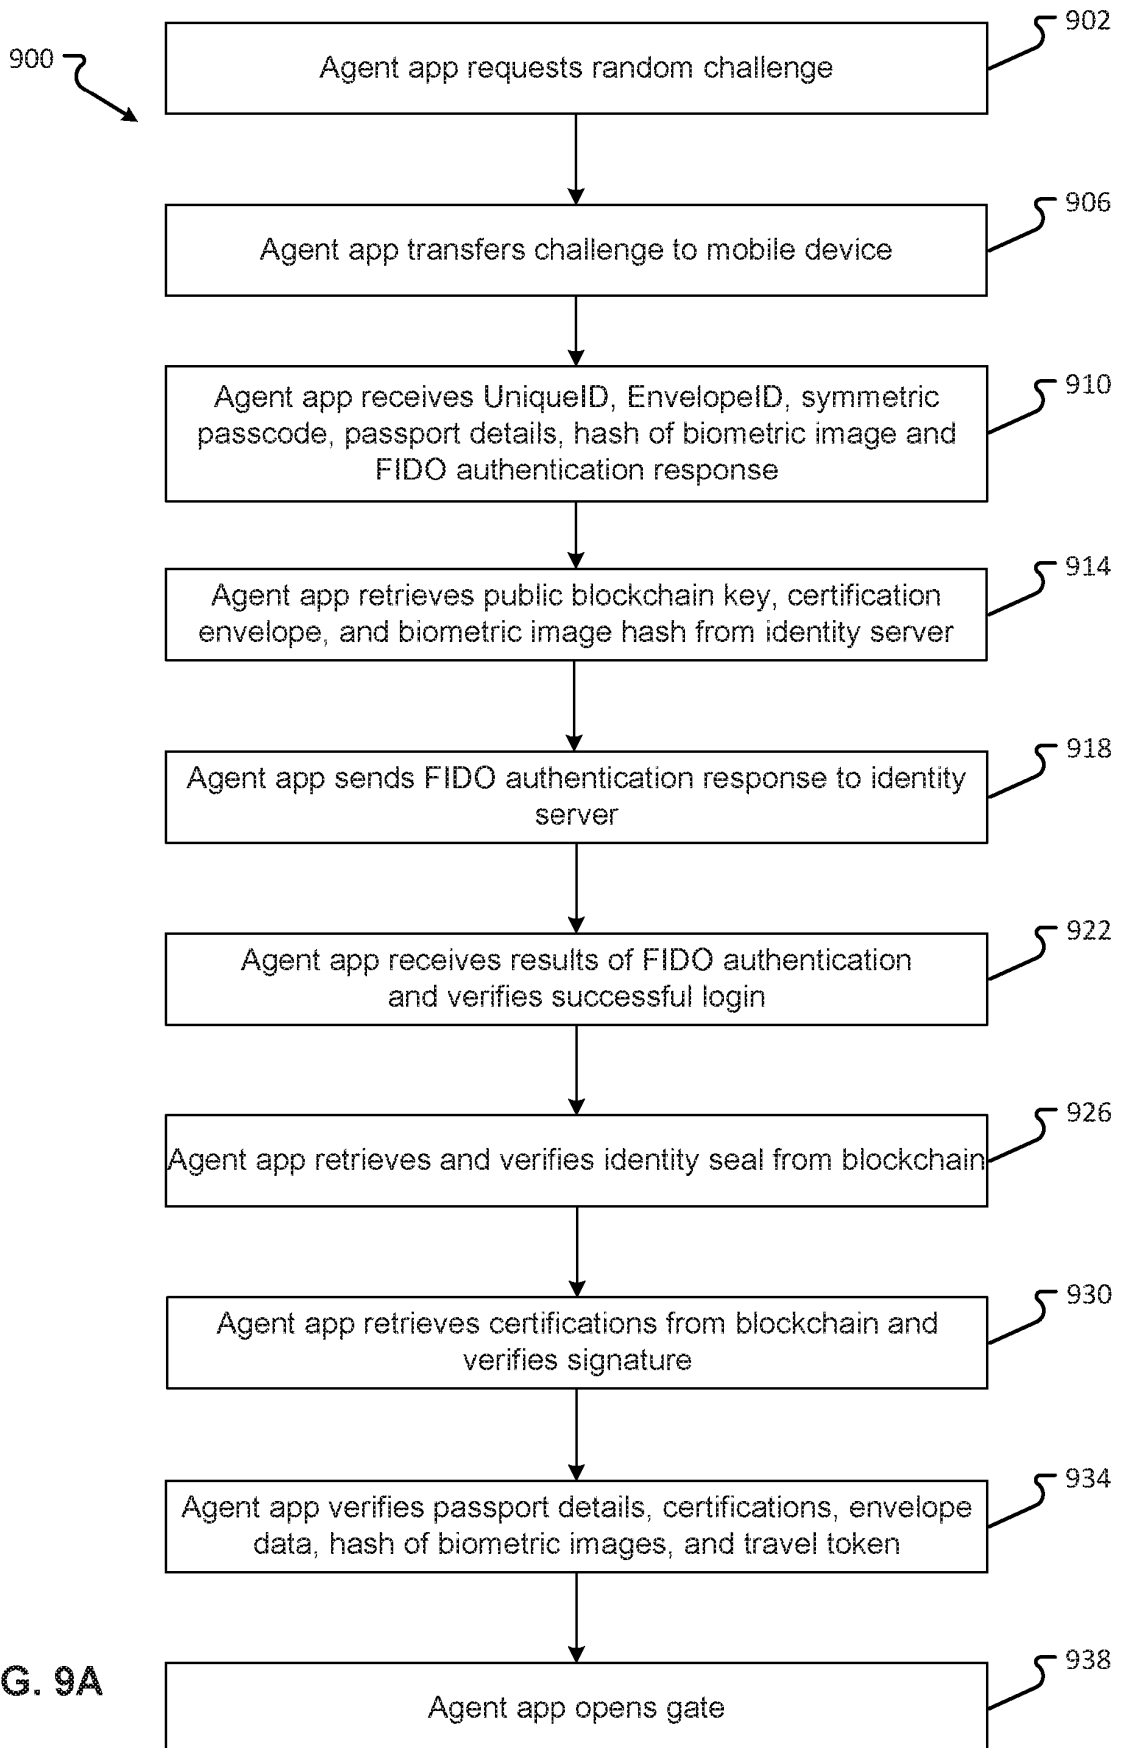 902
900
Agent app requests random challenge
906
Agent app transfers challenge to mobile device
910
Agent app receives UniqueID, EnvelopeID, symmetric
passcode, passport details, hash of biometric image and
FIDO authentication response
914
Agent app retrieves public blockchain key, certification
envelope, and biometric image hash from identity server
918
Agent app sends FIDO authentication response to identity
server
922
Agent app receives results of FIDO authentication
and verifies successful login
926
Agent app retrieves and verifies identity seal from blockchain
930
Agent app retrieves certifications from blockchain and
verifies signature
934
Agent app verifies passport details, certifications, envelope
data, hash of biometric images, and travel token
938
G. 9A
Agent app opens gate